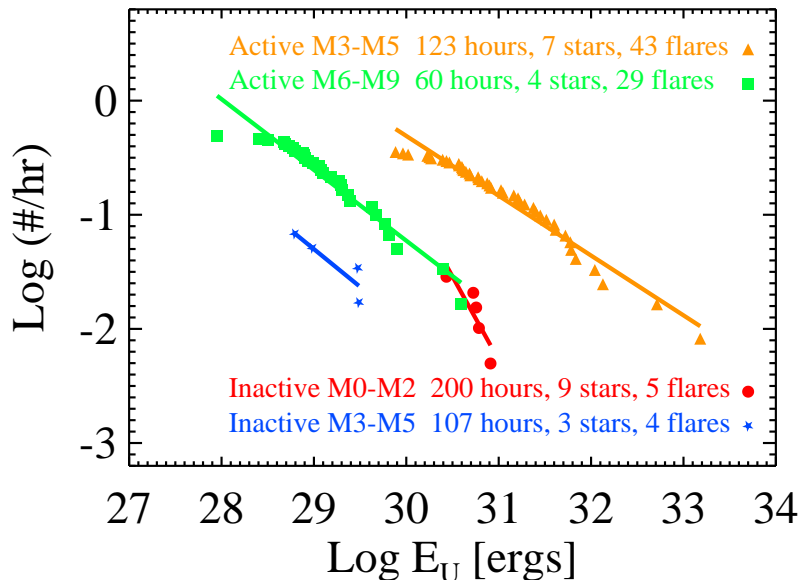 Active M3-M5 123 hours, 7 stars, 43 flares
Active M6-M9 60 hours, 4 stars, 29 flares
0
-1
-2
-3
Log (#/hr)
Inactive M0-M2 200 hours, 9 stars, 5 flares
Inactive M3-M5 107 hours, 3 stars, 4 flares
27 28 29 30 31 32 33 34
Log E_U [ergs]